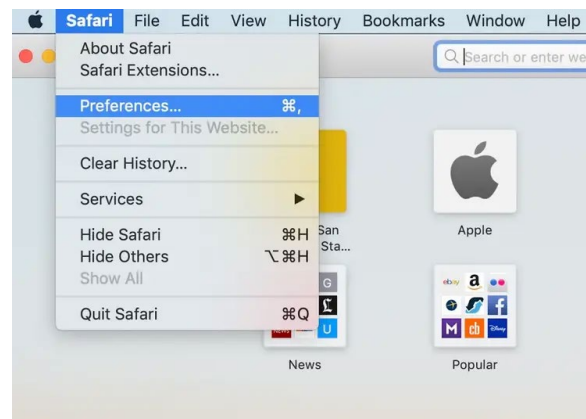 Safari File Edit View History Bookmarks Window Help
Search or enter we
About Safari
Safari Extensions...
Preferences... ⌘,
Settings for This Website...
Clear History...
Services ▶
Hide Safari ⌘H
Hide Others ⌥⌘H
Show All
Quit Safari ⌘Q
San
Sta...
Apple
G
ebay a
f
U
News
Popular